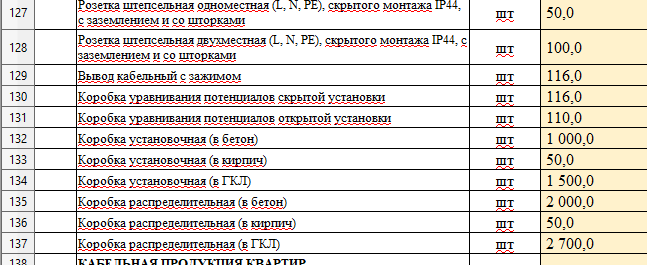 127 Розетка штепсельная одноместная (L, N, PE), скрытого монтажа IP44, шт 50,0
с заземлением и со шторками
128 Розетка штепсельная двухместная (L, N, PE), скрытого монтажа IP44, с шт 100,0
заземлением и со шторками
129 Вывод кабельный с зажимом шт 116,0
130 Коробка уравнивания потенциалов скрытой установки шт 116,0
131 Коробка уравнивания потенциалов открытой установки шт 110,0
132 Коробка установочная (в бетон) шт 1 000,0
133 Коробка установочная (в кирпич) шт 50,0
134 Коробка установочная (в ГКЛ) шт 1 500,0
135 Коробка распределительная (в бетон) шт 2 000,0
136 Коробка распределительная (в кирпич) шт 50,0
137 Коробка распределительная (в ГКЛ) шт 2 700,0
138 КАБЕЛЬНАЯ ПРОДУКЦИЯ КВАРТИР